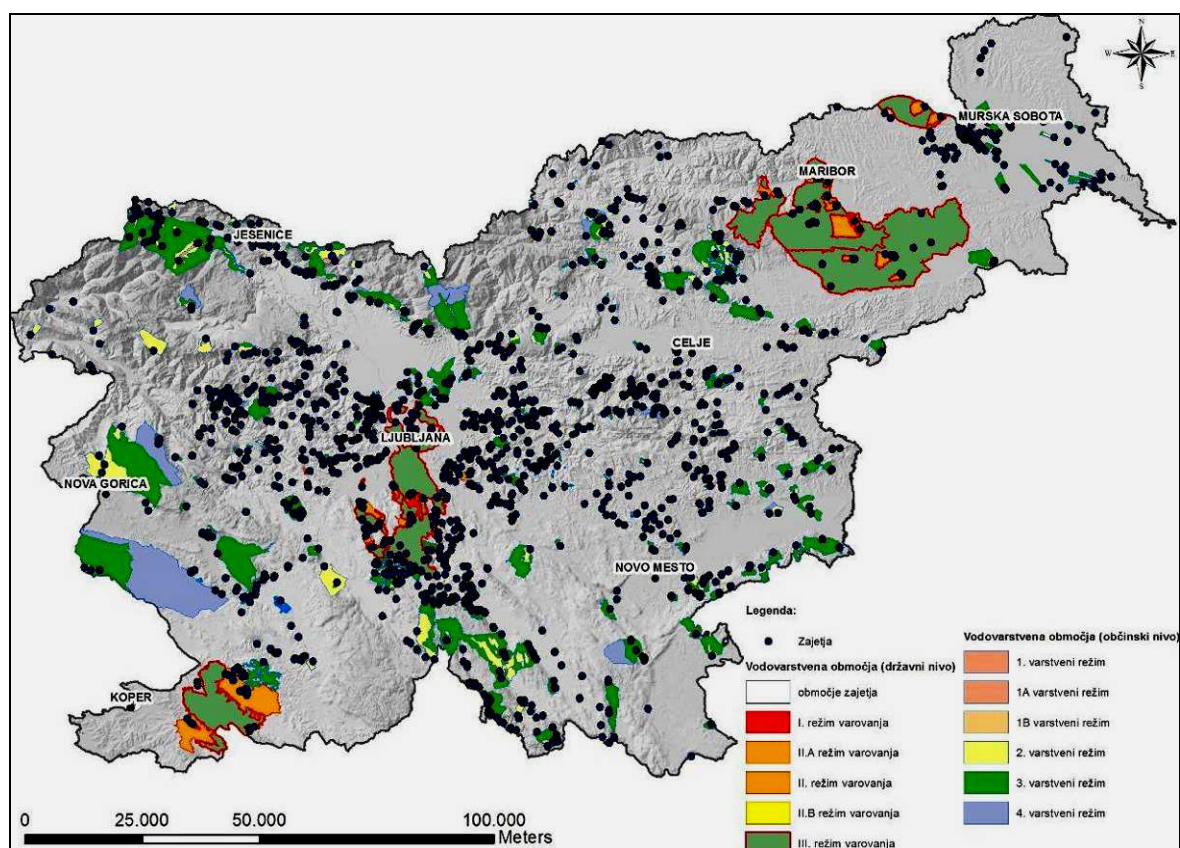 N
W E
S
MURSKA SOBOTA
MARIBOR
JESENICE
CELJE
LJUBLJANA
NOVA GORICA
NOVO MESTO
KOPER
Legenda:
Zajetja
Vodovarstvena območja (državni nivo)
območje zajetja
I. režim varovanja
II.A režim varovanja
II. režim varovanja
II.B režim varovanja
III. režim varovanja
Vodovarstvena območja (občinski nivo)
1. varstveni režim
1A varstveni režim
1B varstveni režim
2. varstveni režim
3. varstveni režim
4. varstveni režim
0 25.000 50.000 100.000
Meters